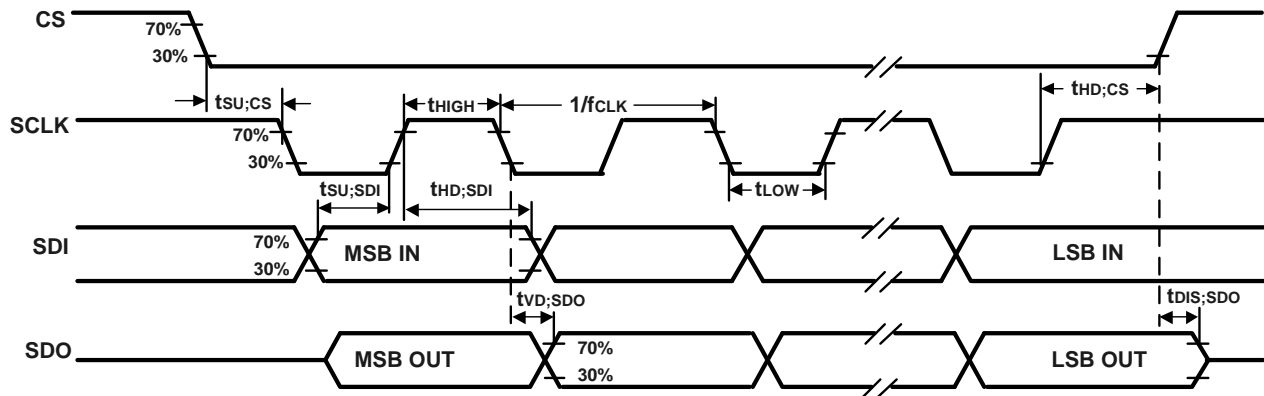 CS
70%
30%
tSU;CS
tHIGH
1/fCLK
tHD;CS
SCLK
70%
30%
tSU;SDI
tHD;SDI
tLOW
SDI
70%
MSB IN
LSB IN
30%
tVD;SDO
tDIS;SDO
SDO
MSB OUT
70%
LSB OUT
30%